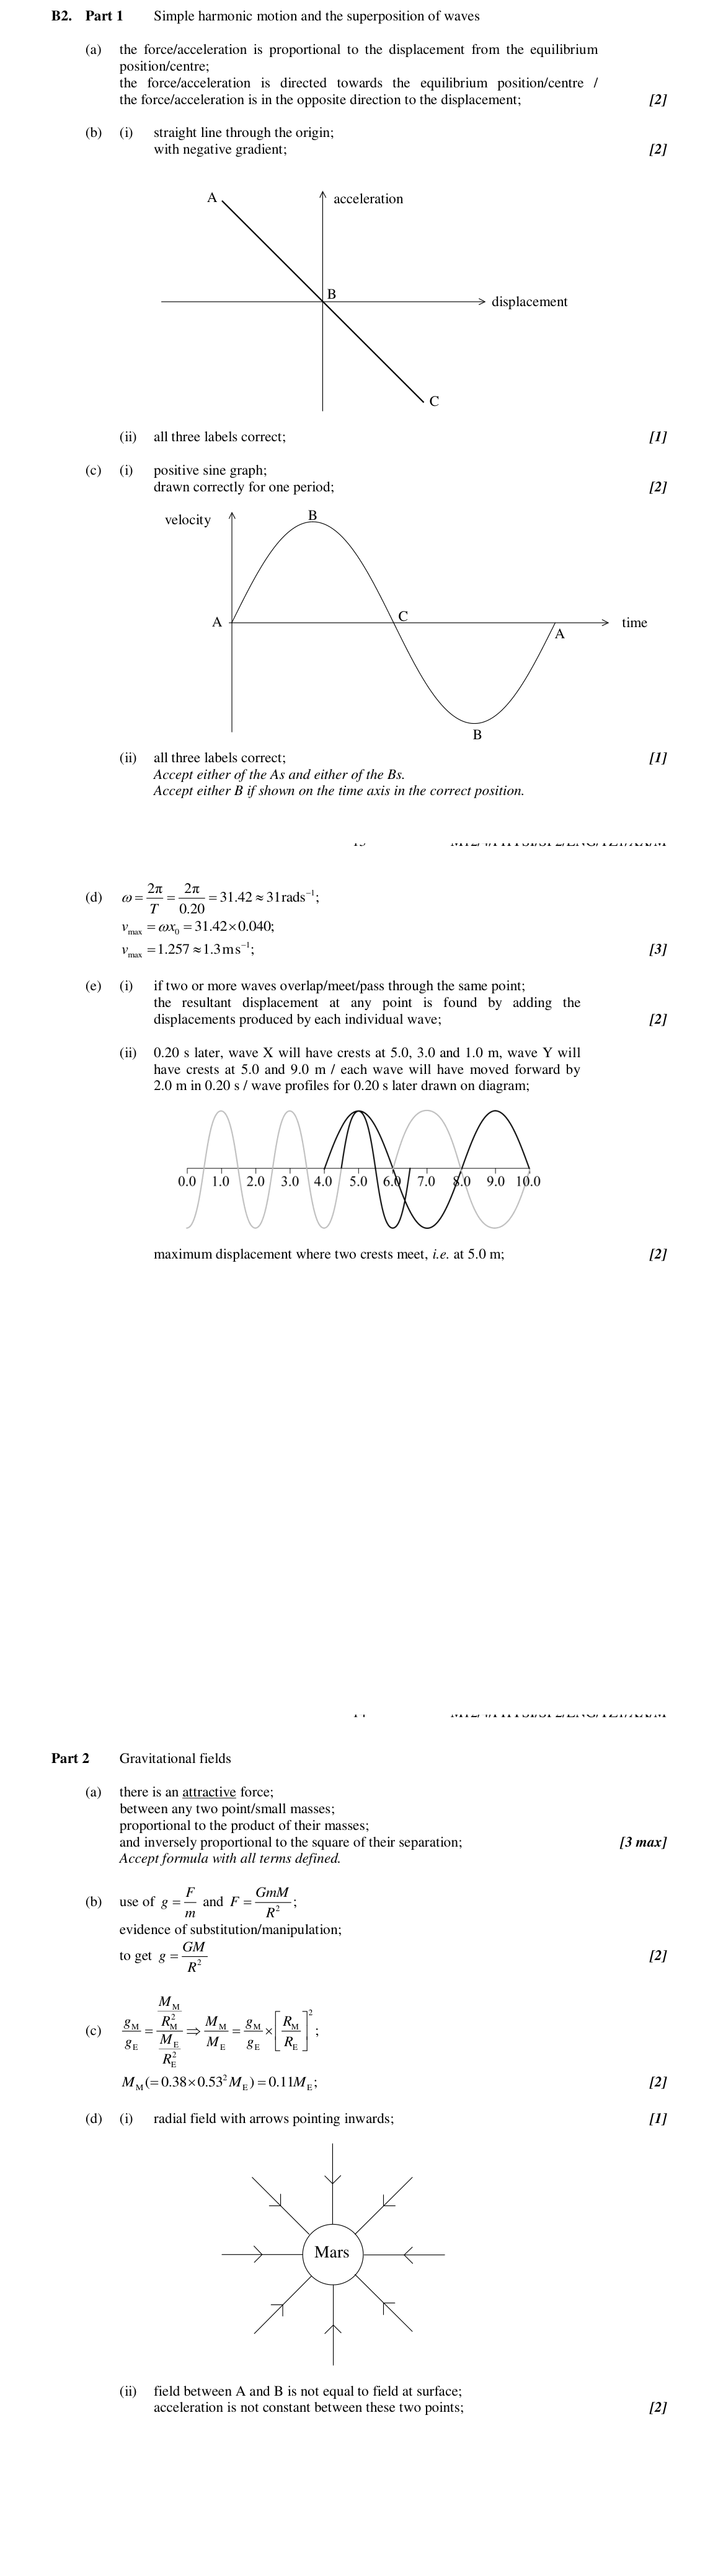 B2. Part 1 Simple harmonic motion and the superposition of waves
(a) the force/acceleration is proportional to the displacement from the equilibrium
position/centre;
the force/acceleration is directed towards the equilibrium position/centre /
the force/acceleration is in the opposite direction to the displacement; [2]
(b) (i) straight line through the origin;
with negative gradient; [2]
A acceleration
B
displacement
C
(ii) all three labels correct; [1]
(c) (i) positive sine graph;
drawn correctly for one period; [2]
velocity B
A C time
A
B
(ii) all three labels correct; [1]
Accept either of the As and either of the Bs.
Accept either B if shown on the time axis in the correct position.
(d) ω = 2π/T = 2π/0.20 = 31.42 ≈ 31 rad s⁻¹;
v_max = ωx₀ = 31.42 × 0.040;
v_max = 1.257 ≈ 1.3 m s⁻¹; [3]
(e) (i) if two or more waves overlap/meet/pass through the same point;
the resultant displacement at any point is found by adding the
displacements produced by each individual wave; [2]
(ii) 0.20 s later, wave X will have crests at 5.0, 3.0 and 1.0 m, wave Y will
have crests at 5.0 and 9.0 m / each wave will have moved forward by
2.0 m in 0.20 s / wave profiles for 0.20 s later drawn on diagram;
0.0 1.0 2.0 3.0 4.0 5.0 6.0 7.0 8.0 9.0 10.0
maximum displacement where two crests meet, i.e. at 5.0 m; [2]
Part 2 Gravitational fields
(a) there is an attractive force;
between any two point/small masses;
proportional to the product of their masses;
and inversely proportional to the square of their separation; [3 max]
Accept formula with all terms defined.
(b) use of g = F/m and F = GmM/R²;
evidence of substitution/manipulation;
to get g = GM/R² [2]
(c) g_M/g_E = (M_M/R_M²)/(M_E/R_E²) ⇒ M_M/M_E = g_M/g_E × [R_M/R_E]²;
M_M (= 0.38 × 0.53² M_E) = 0.11M_E; [2]
(d) (i) radial field with arrows pointing inwards; [1]
Mars
(ii) field between A and B is not equal to field at surface;
acceleration is not constant between these two points; [2]